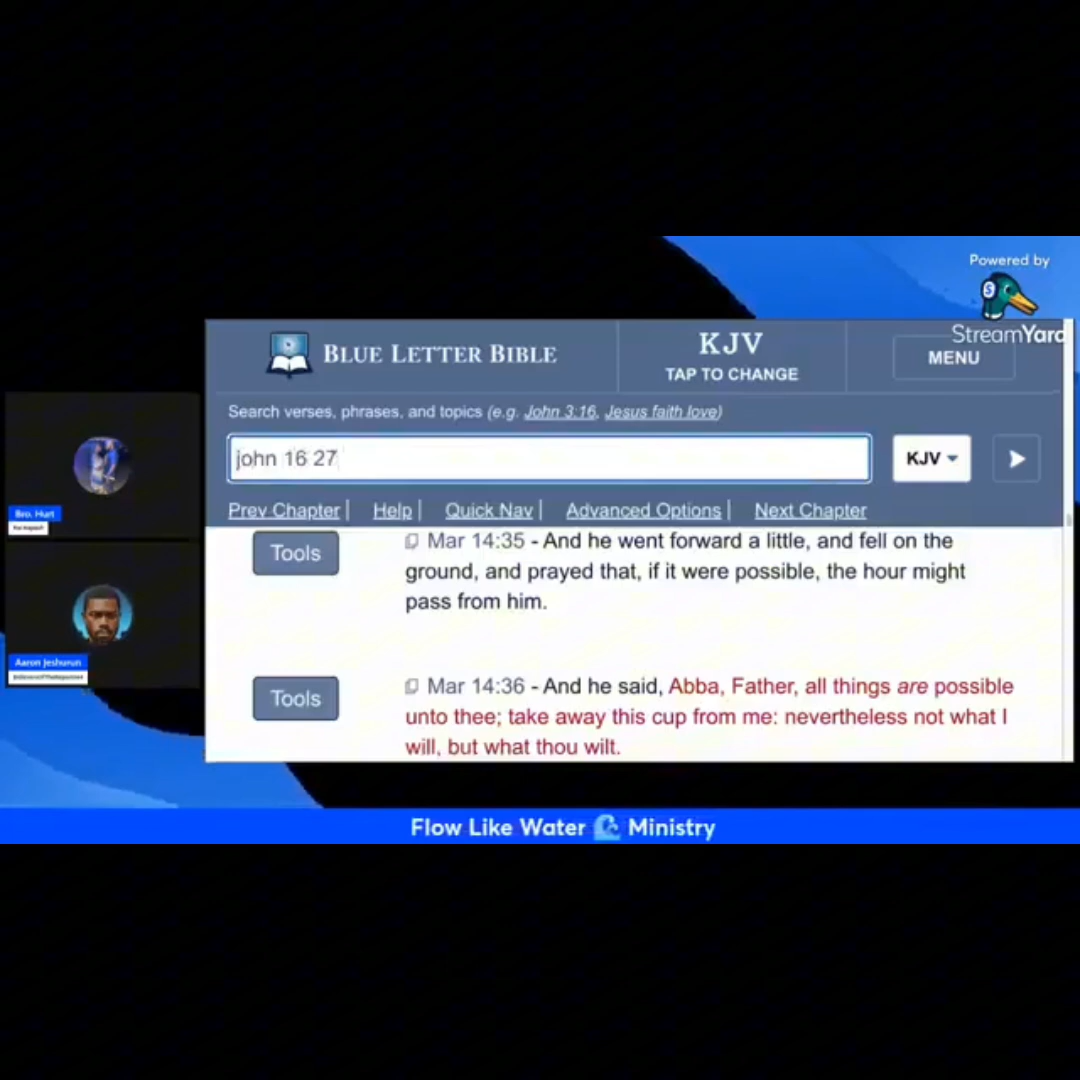 Powered by
StreamYard
BLUE LETTER BIBLE
KJV
TAP TO CHANGE
MENU
Search verses, phrases, and topics (e.g. John 3:16, Jesus faith love)
john 16 27
KJV
Prev Chapter | Help | Quick Nav | Advanced Options | Next Chapter
Tools
Mar 14:35 - And he went forward a little, and fell on the
ground, and prayed that, if it were possible, the hour might
pass from him.
Tools
Mar 14:36 - And he said, Abba, Father, all things are possible
unto thee; take away this cup from me: nevertheless not what I
will, but what thou wilt.
Bro. Hurt
Aaron Jeshurun
Flow Like Water 🌊 Ministry